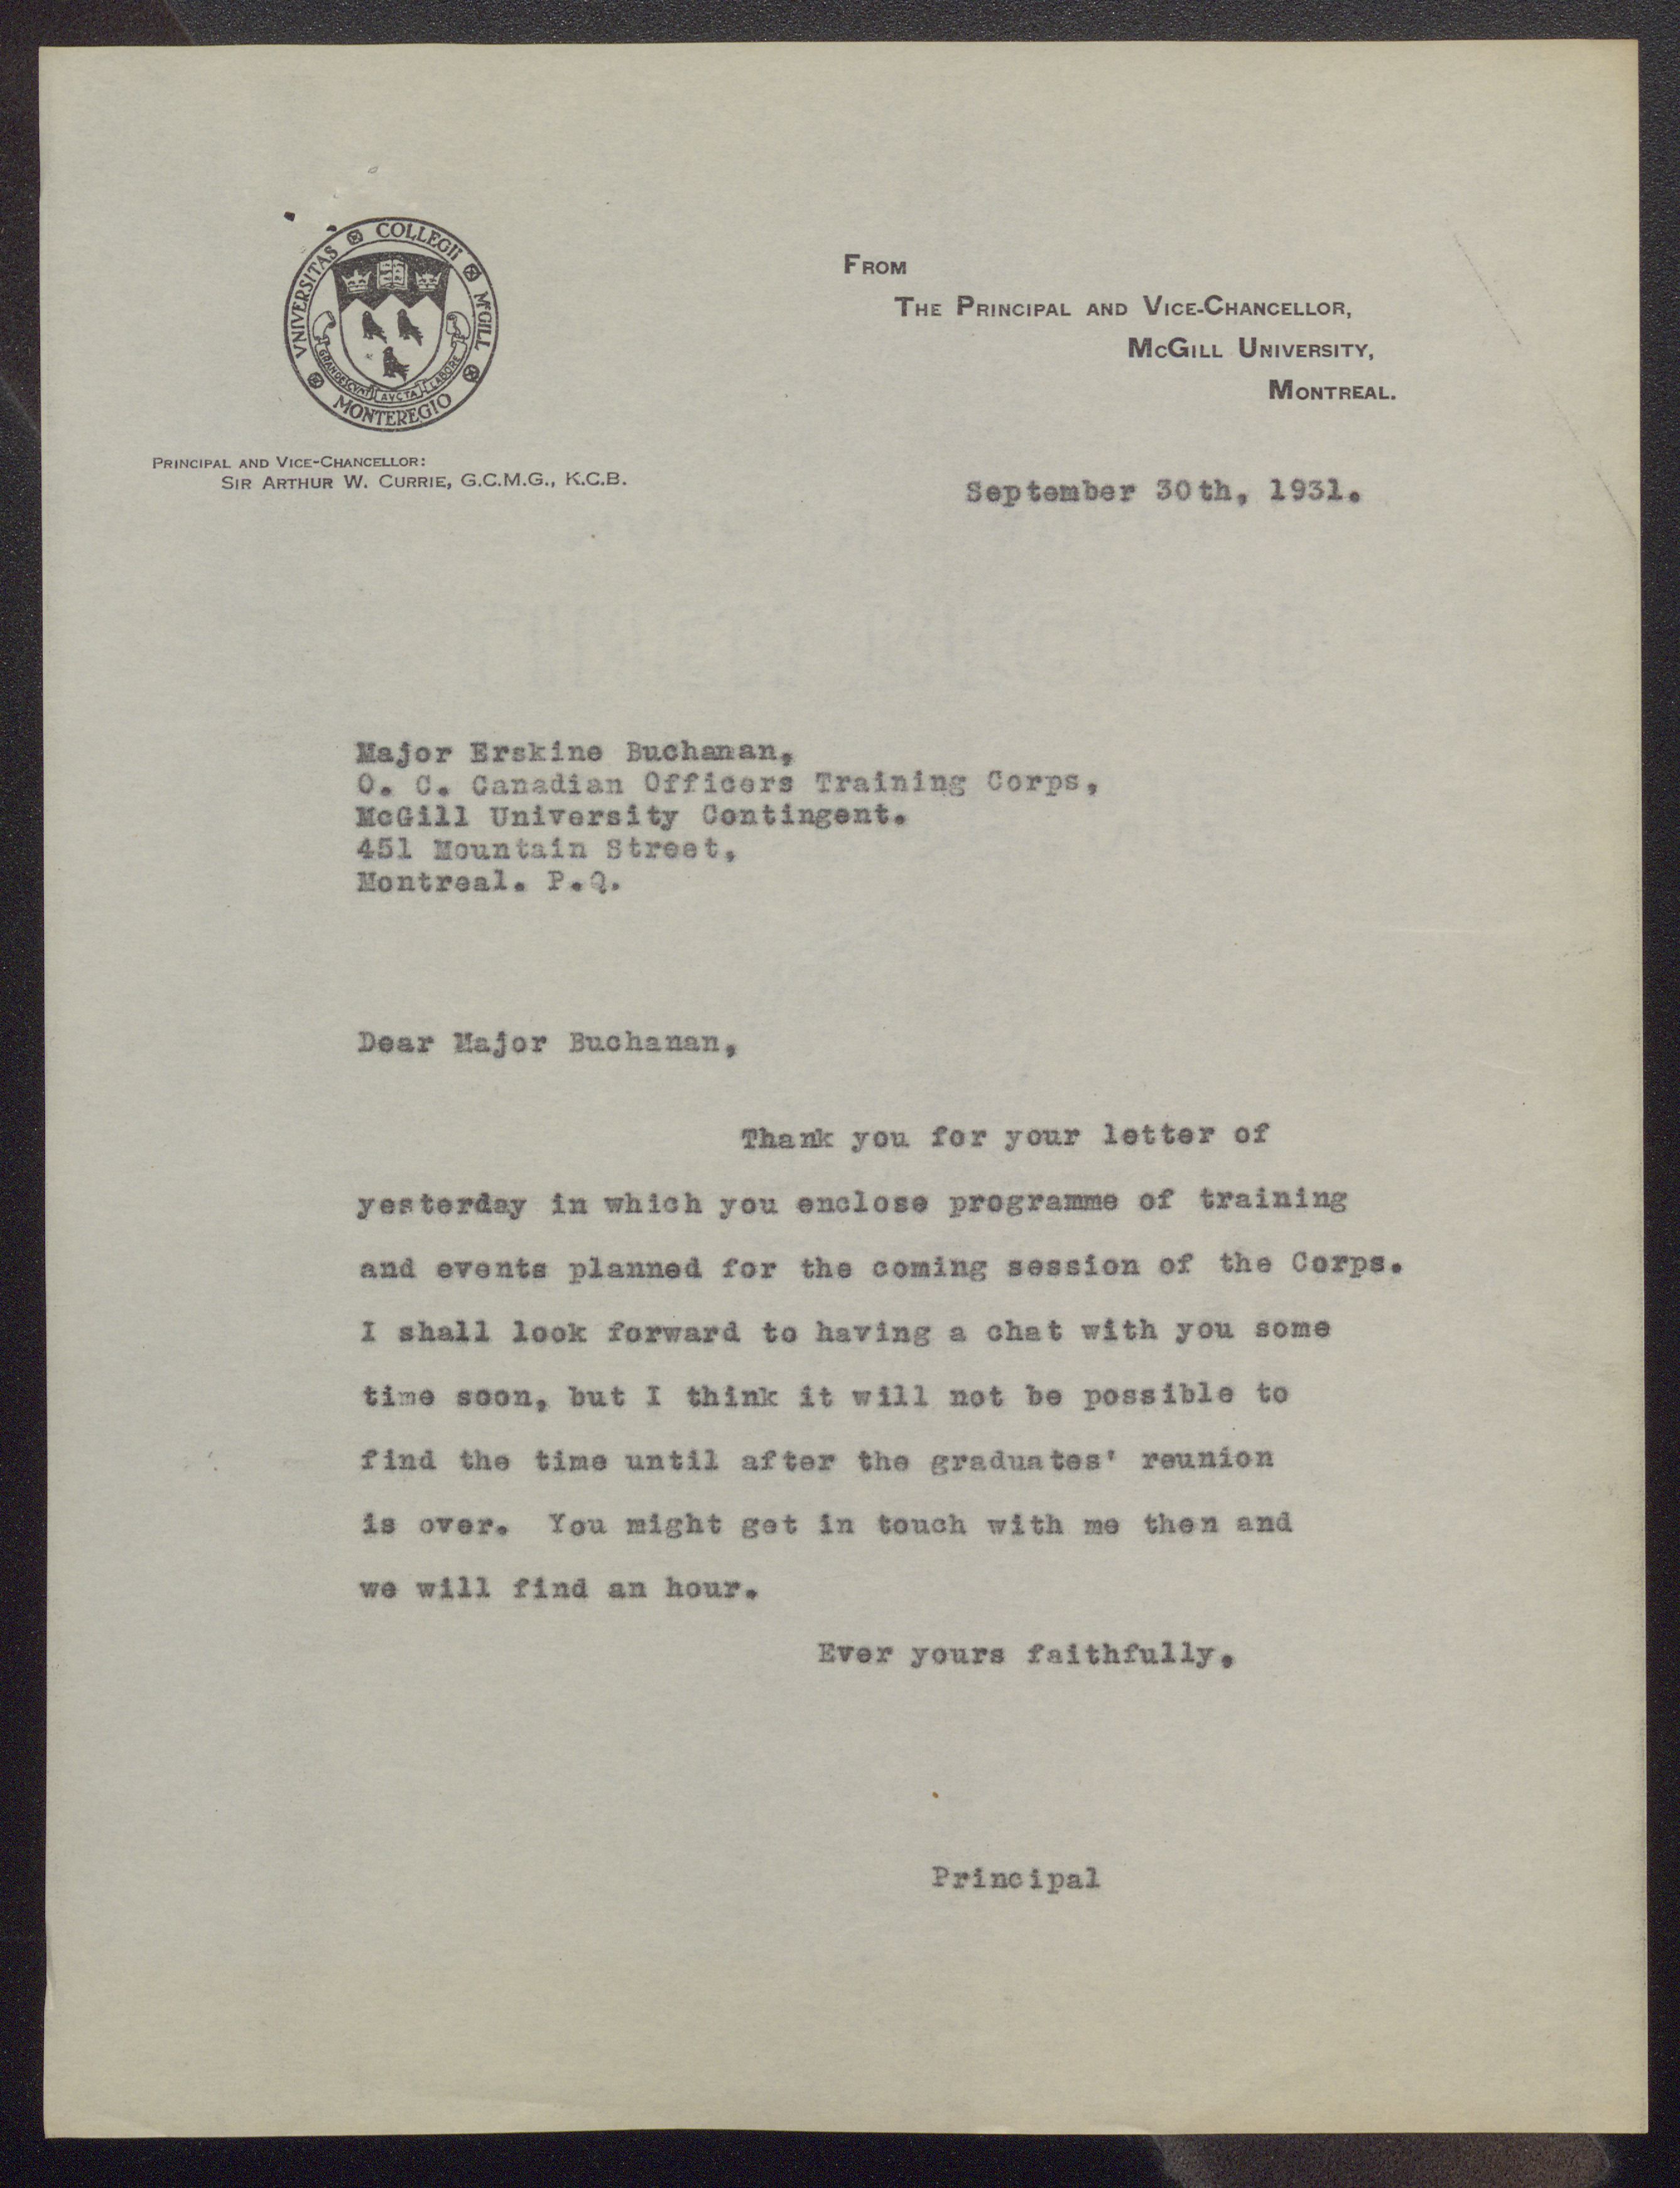 VNIVERSITAS COLLEGII McGILL MONTEREGIO
GRANDESCVNT AVCTA LABORE
PRINCIPAL AND VICE-CHANCELLOR:
SIR ARTHUR W. CURRIE, G.C.M.G., K.C.B.
FROM
THE PRINCIPAL AND VICE-CHANCELLOR,
MCGILL UNIVERSITY,
MONTREAL.
September 30th, 1931.
Major Erskine Buchanan,
O. C. Canadian Officers Training Corps,
McGill University Contingent.
451 Mountain Street,
Montreal. P.Q.
Dear Major Buchanan,
Thank you for your letter of
yesterday in which you enclose programme of training
and events planned for the coming session of the Corps.
I shall look forward to having a chat with you some
time soon, but I think it will not be possible to
find the time until after the graduates' reunion
is over. You might get in touch with me then and
we will find an hour.
Ever yours faithfully,
Principal